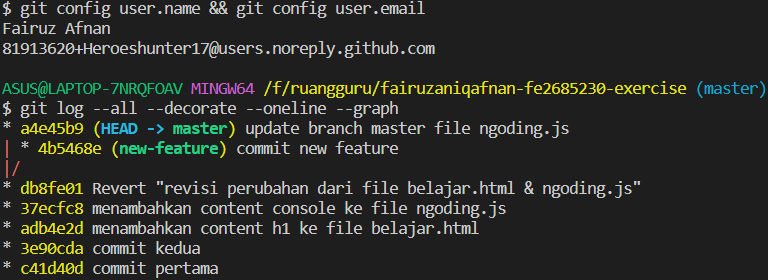 $ git config user.name && git config user.email
Fairuz Afnan
81913620+Heroeshunter17@users.noreply.github.com
ASUS@LAPTOP-7NRQFOAV MINGW64 /f/ruangguru/fairuzaniqafnan-fe2685230-exercise (master)
$ git log --all --decorate --oneline --graph
* a4e45b9 (HEAD -> master) update branch master file ngoding.js
| * 4b5468e (new-feature) commit new feature
|/
* db8fe01 Revert "revisi perubahan dari file belajar.html & ngoding.js"
* 37ecfc8 menambahkan content console ke file ngoding.js
* adb4e2d menambahkan content h1 ke file belajar.html
* 3e90cda commit kedua
* c41d40d commit pertama